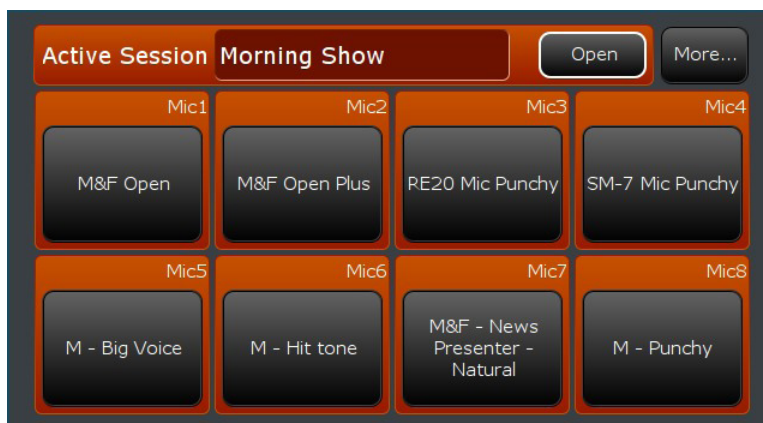 Active Session Morning Show Open More...
Mic1 Mic2 Mic3 Mic4
M&F Open M&F Open Plus RE20 Mic Punchy SM-7 Mic Punchy
Mic5 Mic6 Mic7 Mic8
M - Big Voice M - Hit tone M&F - News
Presenter -
Natural M - Punchy